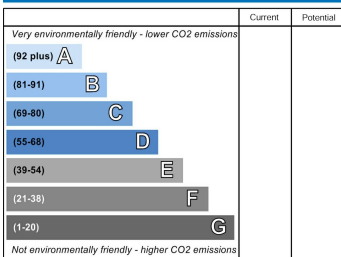 Current Potential
Very environmentally friendly - lower CO2 emissions
(92 plus) A
(81-91) B
(69-80) C
(55-68) D
(39-54) E
(21-38) F
(1-20) G
Not environmentally friendly - higher CO2 emissions